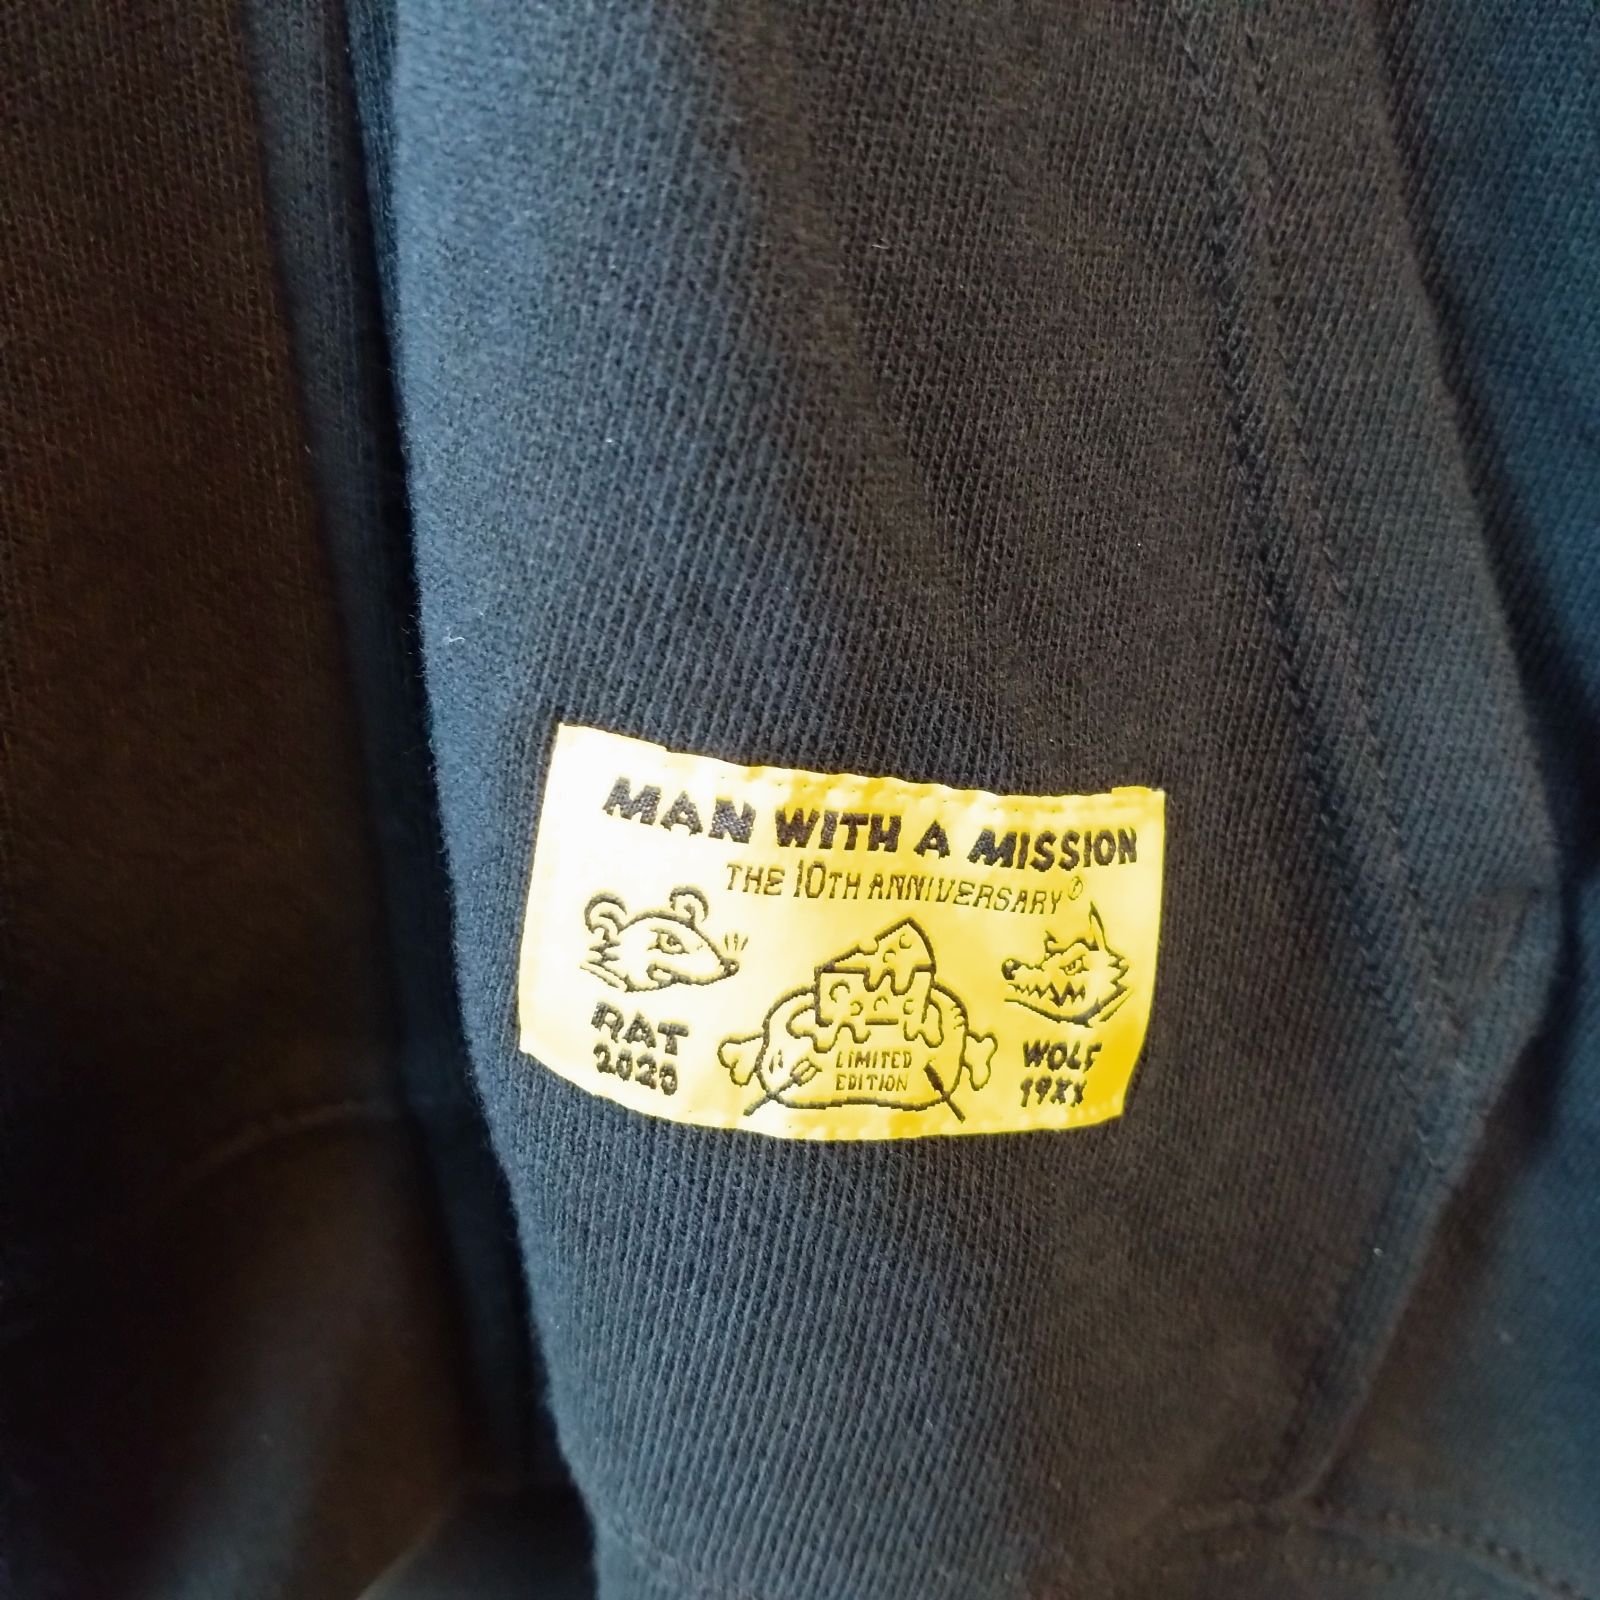 MAN WITH A MISSION
THE 10TH ANNIVERSARY
RAT
2020
LIMITED
EDITION
WOLF
19XX